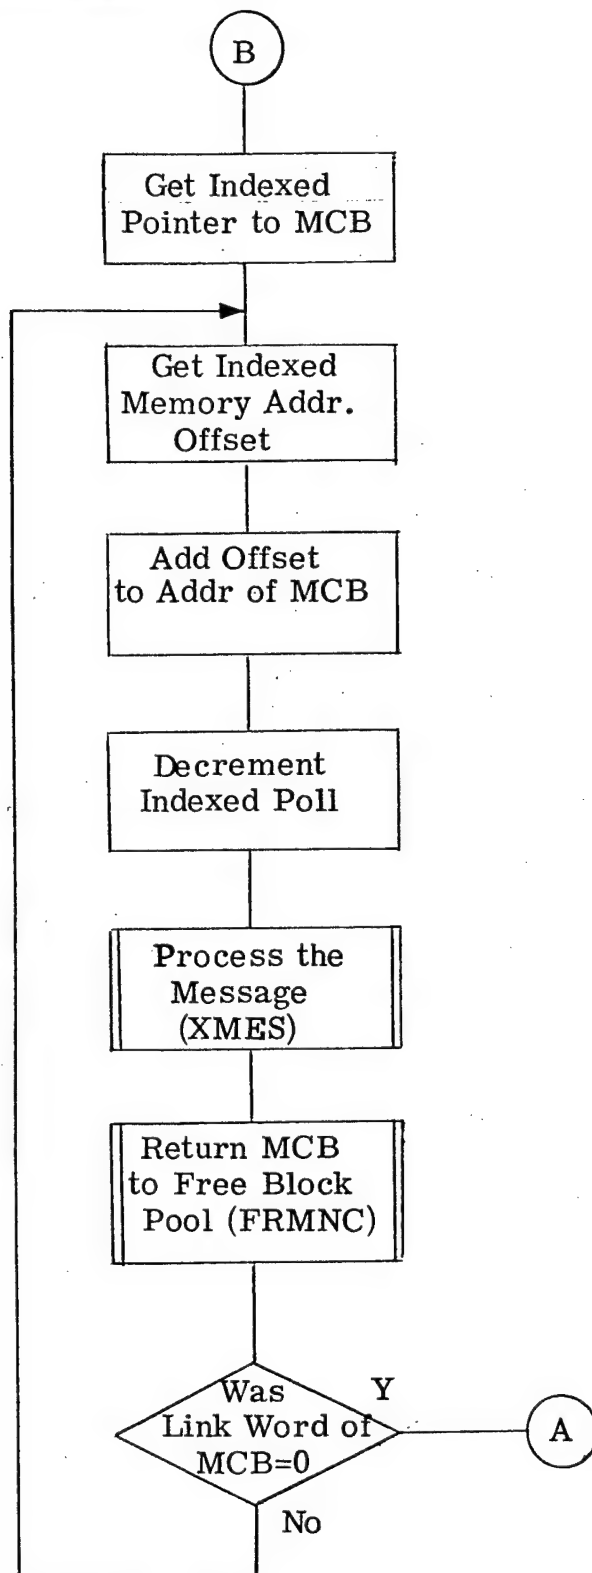 B
Get Indexed
Pointer to MCB
Get Indexed
Memory Addr.
Offset
Add Offset
to Addr of MCB
Decrement
Indexed Poll
Process the
Message
(XMES)
Return MCB
to Free Block
Pool (FRMNC)
Was
Link Word of
MCB=0
Y
A
No